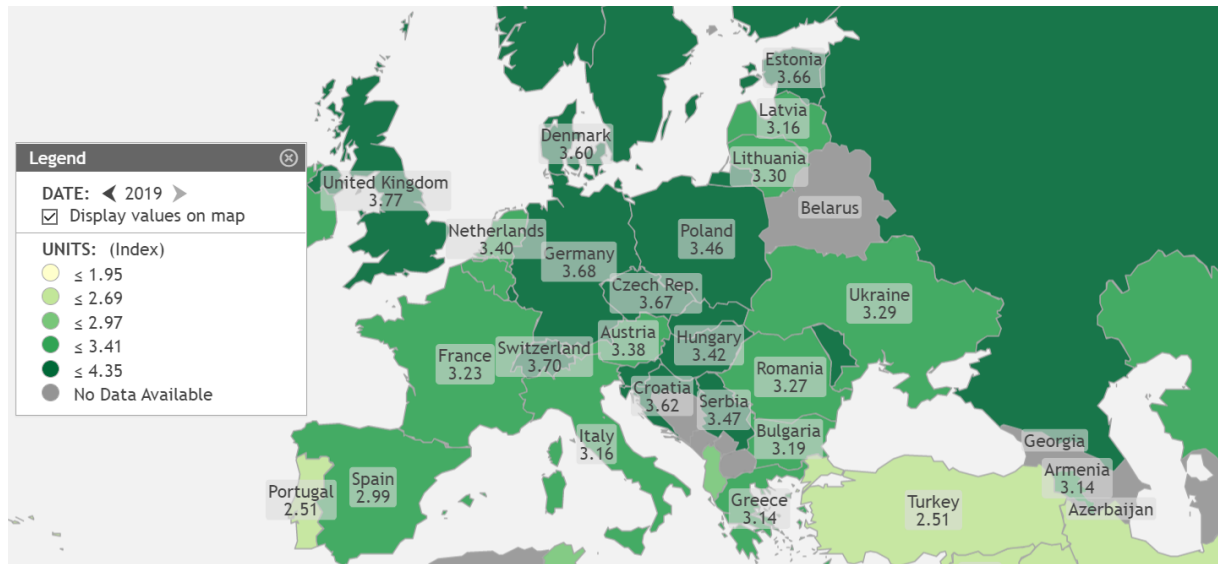 Legend
DATE: 2019
Display values on map
UNITS: (Index)
≤ 1.95
≤ 2.69
≤ 2.97
≤ 3.41
≤ 4.35
No Data Available
Estonia
3.66
Latvia
3.16
Denmark
3.60
Lithuania
3.30
United Kingdom
3.77
Belarus
Netherlands
3.40
Poland
3.46
Germany
3.68
Czech Rep.
3.67
Ukraine
3.29
Austria
3.38
Hungary
3.42
Switzerland
3.70
France
3.23
Romania
3.27
Croatia
3.62
Serbia
3.47
Italy
3.16
Bulgaria
3.19
Georgia
Armenia
3.14
Spain
2.99
Portugal
2.51
Greece
3.14
Turkey
2.51
Azerbaijan